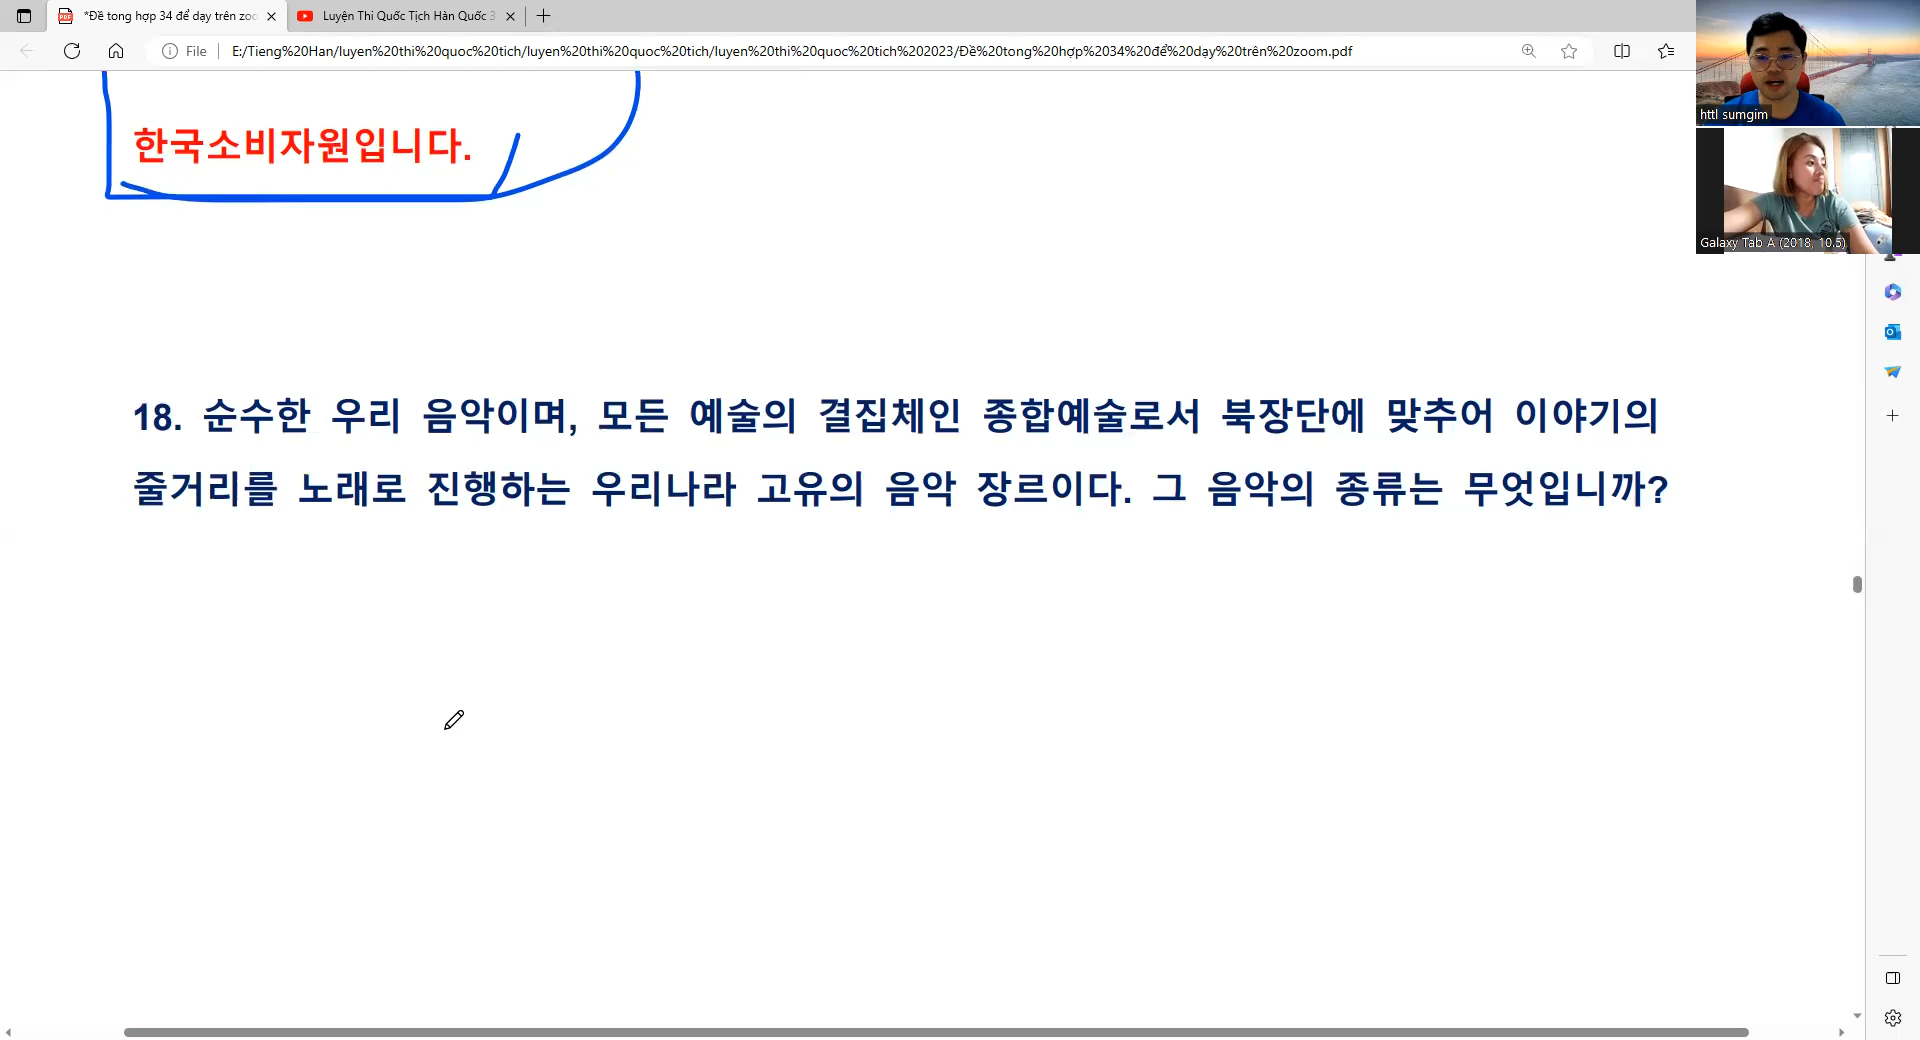 *Đề tong hợp 34 để dạy trên zoo
Luyện Thi Quốc Tịch Hàn Quốc 3
File
E:/Tieng%20Han/luyen%20thi%20quoc%20tich/luyen%20thi%20quoc%20tich/luyen%20thi%20quoc%20tich%202023/Đề%20tong%20hợp%2034%20để%20dạy%20trên%20zoom.pdf
httl sumgim
Galaxy Tab A (2018, 10.5)
한국소비자원입니다.
18. 순수한 우리 음악이며, 모든 예술의 결집체인 종합예술로서 북장단에 맞추어 이야기의
줄거리를 노래로 진행하는 우리나라 고유의 음악 장르이다. 그 음악의 종류는 무엇입니까?